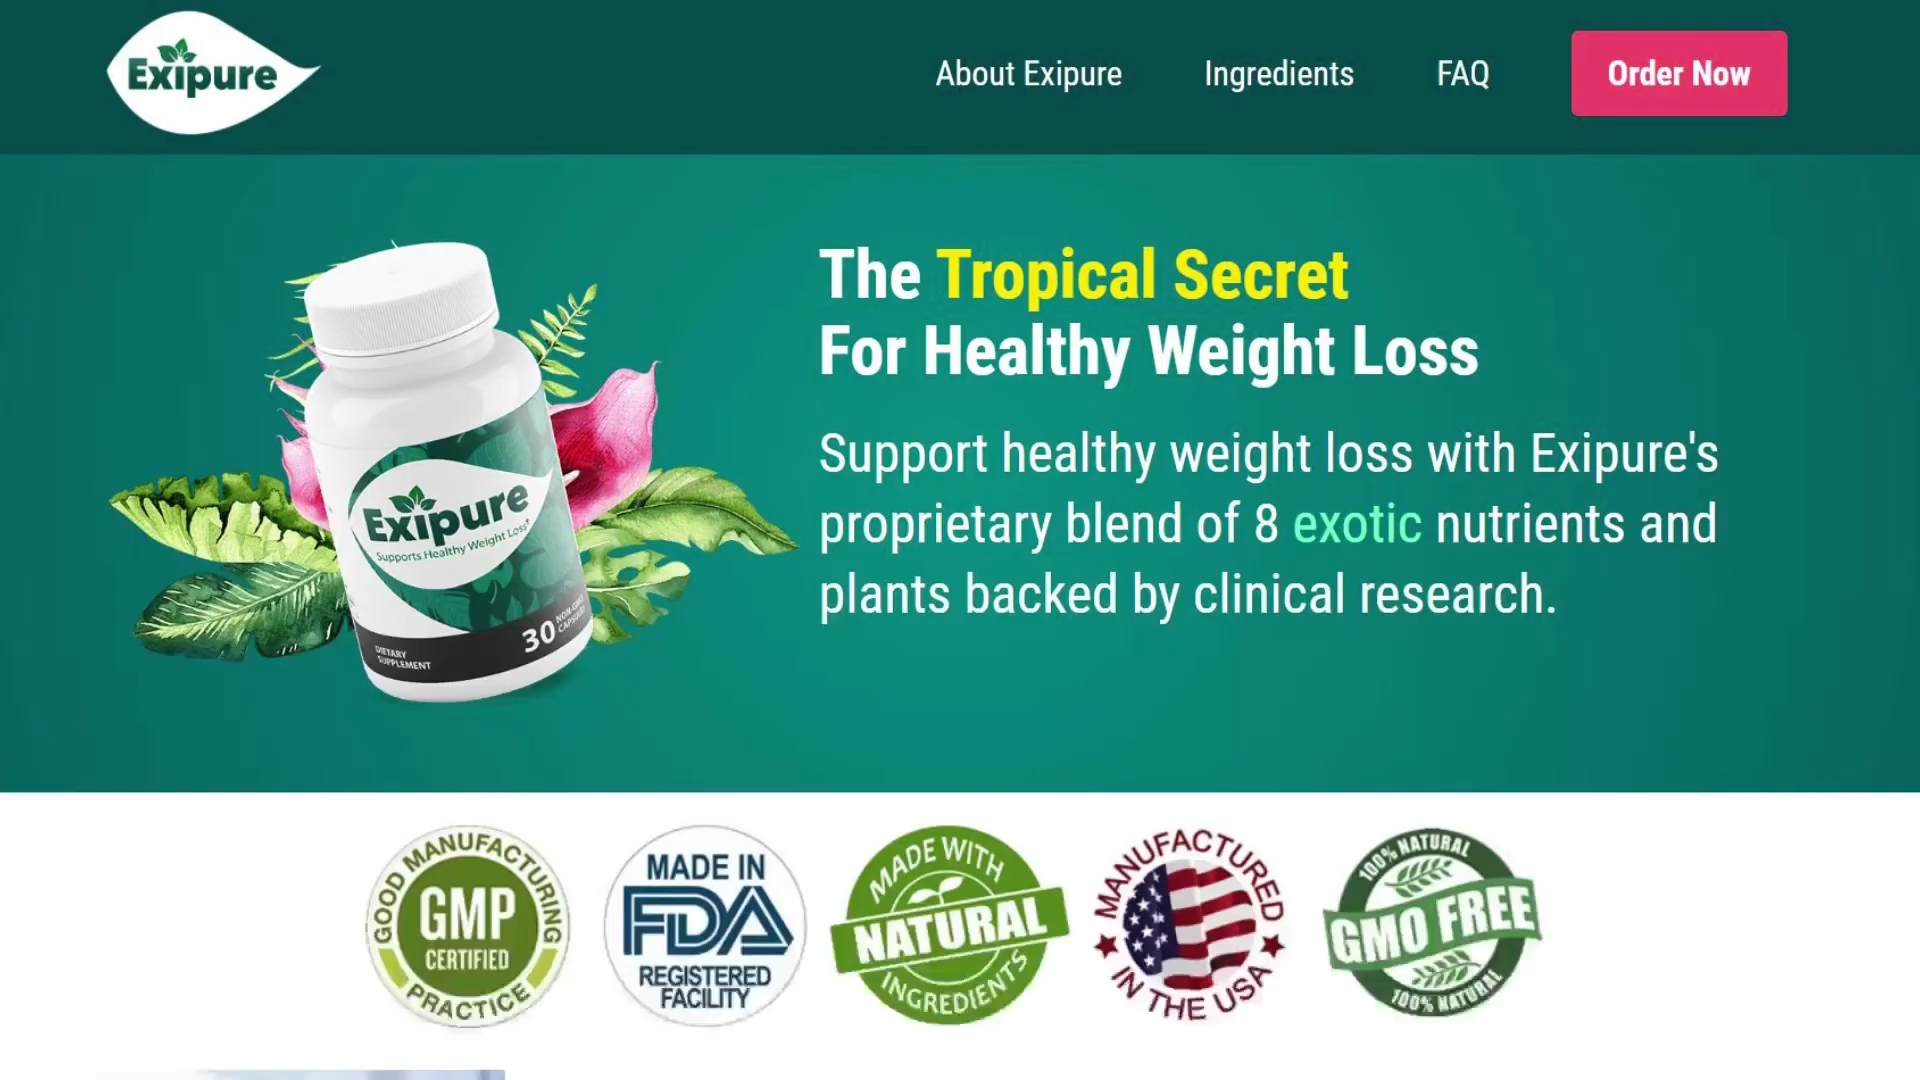 Exipure
About Exipure
Ingredients
FAQ
Order Now
The Tropical Secret
For Healthy Weight Loss
Support healthy weight loss with Exipure's
proprietary blend of 8 exotic nutrients and
plants backed by clinical research.
Exipure
Supports Healthy Weight Loss
DIETARY
SUPPLEMENT
30
NON-GMO
CAPSULES
GOOD MANUFACTURING
GMP
CERTIFIED
PRACTICE
MADE IN
FDA
REGISTERED
FACILITY
MADE WITH
NATURAL
INGREDIENTS
MANUFACTURED
IN THE USA
100% NATURAL
GMO FREE
100% NATURAL